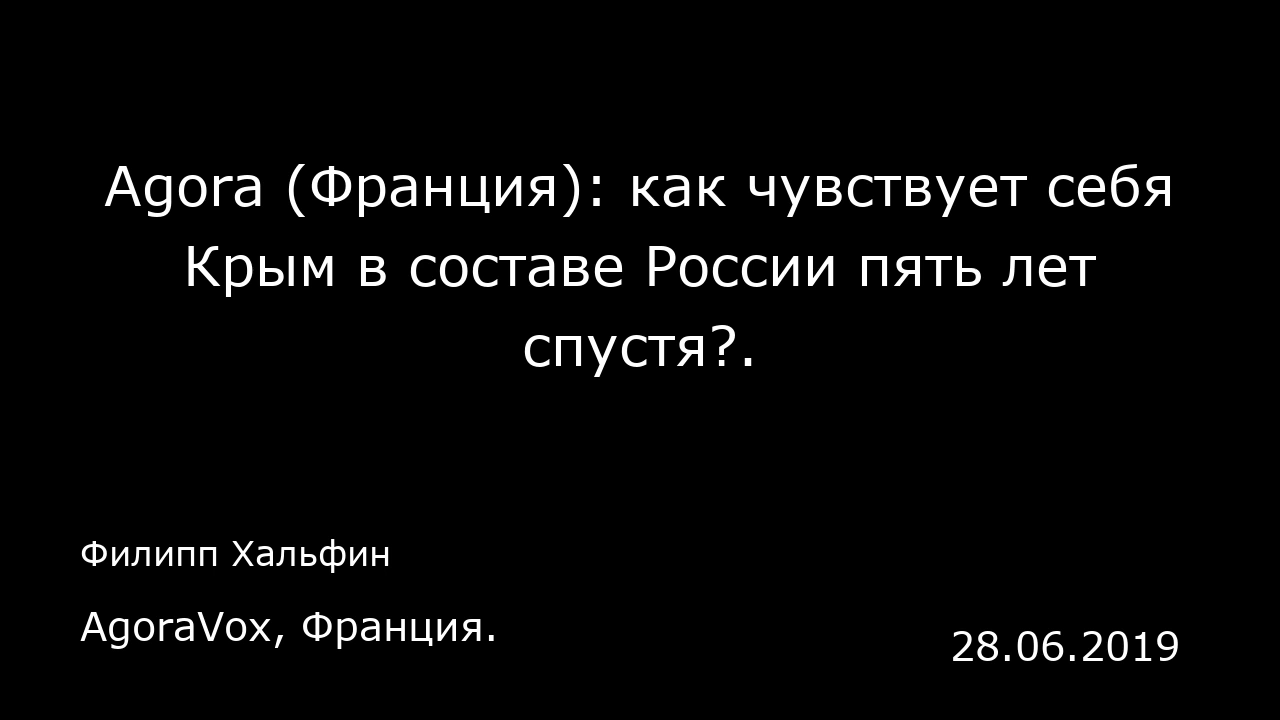 Agora (Франция): как чувствует себя
Крым в составе России пять лет
спустя?.
Филипп Хальфин
AgoraVox, Франция.
28.06.2019